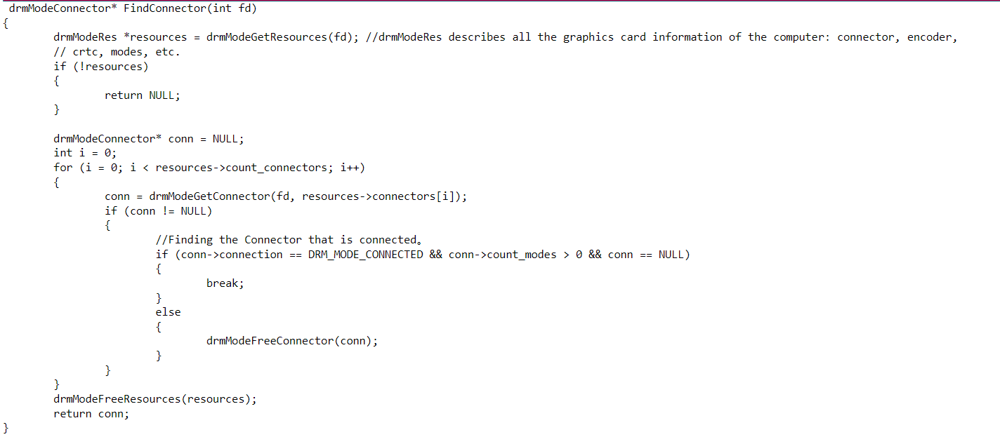 drmModeConnector* FindConnector(int fd)
{
        drmModeRes *resources = drmModeGetResources(fd); //drmModeRes describes all the graphics card information of the computer: connector, encoder,
        // crtc, modes, etc.
        if (!resources)
        {
                return NULL;
        }

        drmModeConnector* conn = NULL;
        int i = 0;
        for (i = 0; i < resources->count_connectors; i++)
        {
                conn = drmModeGetConnector(fd, resources->connectors[i]);
                if (conn != NULL)
                {
                        //Finding the Connector that is connected。
                        if (conn->connection == DRM_MODE_CONNECTED && conn->count_modes > 0 && conn == NULL)
                        {
                                break;
                        }
                        else
                        {
                                drmModeFreeConnector(conn);
                        }
                }
        }
        drmModeFreeResources(resources);
        return conn;
}